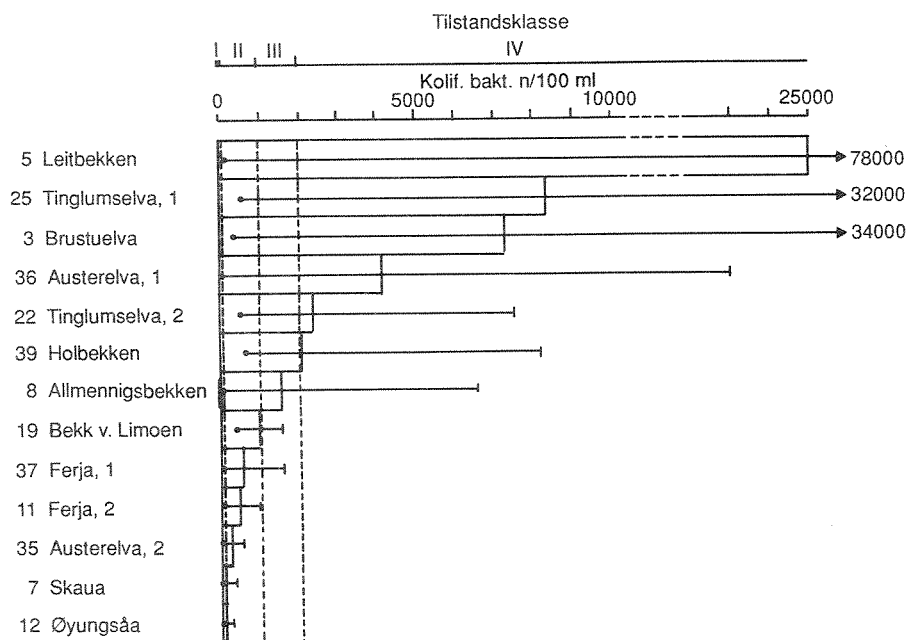 Tilstandsklasse
I II III IV
Kolif. bakt. n/100 ml
0 5000 10000 25000
5 Leitbekken 78000
25 Tinglumselva, 1 32000
3 Brustuelva 34000
36 Austerelva, 1
22 Tinglumselva, 2
39 Holbekken
8 Allmennigsbekken
19 Bekk v. Limoen
37 Ferja, 1
11 Ferja, 2
35 Austerelva, 2
7 Skaua
12 Øyungsåa